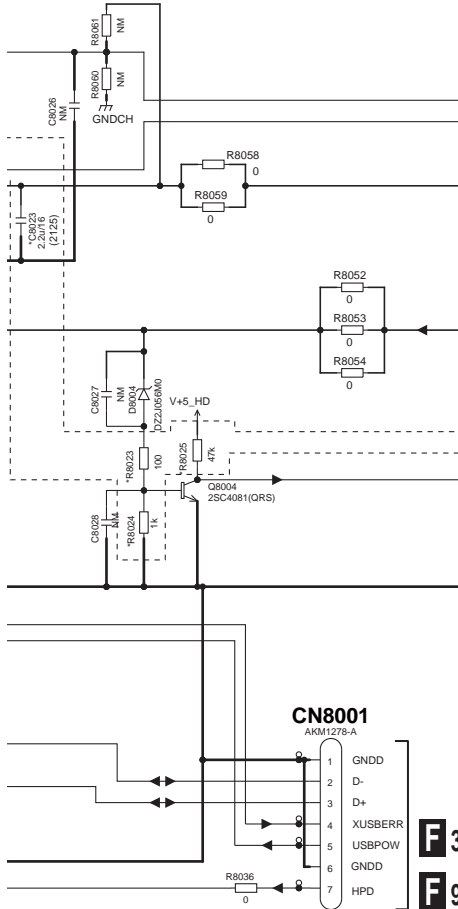 R8061
NM
R8060
NM
C8026
NM
GNDCH
R8058
0
R8059
0
*C8023
2.2u/16
(2125)
R8052
0
R8053
0
R8054
0
C8027
NM
D8004
DZ2J056M0
V+5_HD
*R8023
100
*R8025
47k
Q8004
2SC4081(QRS)
C8028
NM
*R8024
1k
CN8001
AKM1278-A
1 GNDD
2 D-
3 D+
4 XUSBERR
5 USBPOW
6 GNDD
7 HPD
R8036
0
F 3
F 9